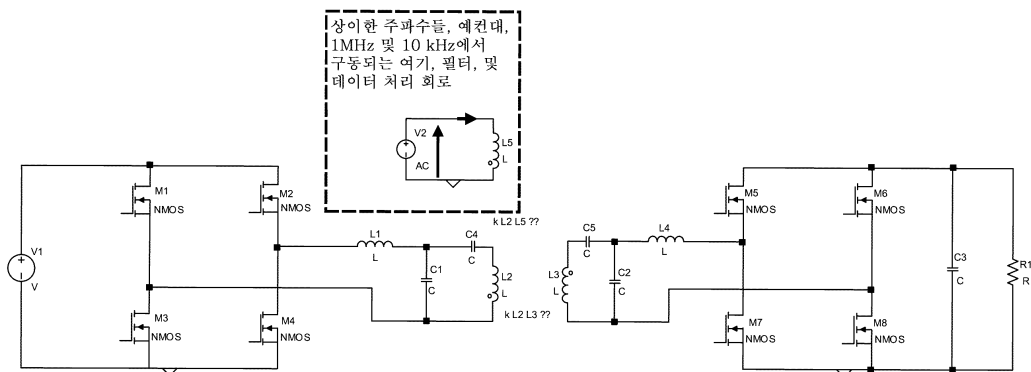 상이한 주파수들, 예컨대,
1MHz 및 10 kHz에서
구동되는 여기, 필터, 및
데이터 처리 회로
V2
AC
L5
L
k L2 L5 ??
V1
V
M1
NMOS
M2
NMOS
M3
NMOS
M4
NMOS
L1
L
C1
C
C4
C
L2
L
k L2 L3 ??
L3
L
C5
C
C2
C
L4
L
M5
NMOS
M6
NMOS
M7
NMOS
M8
NMOS
C3
C
R1
R